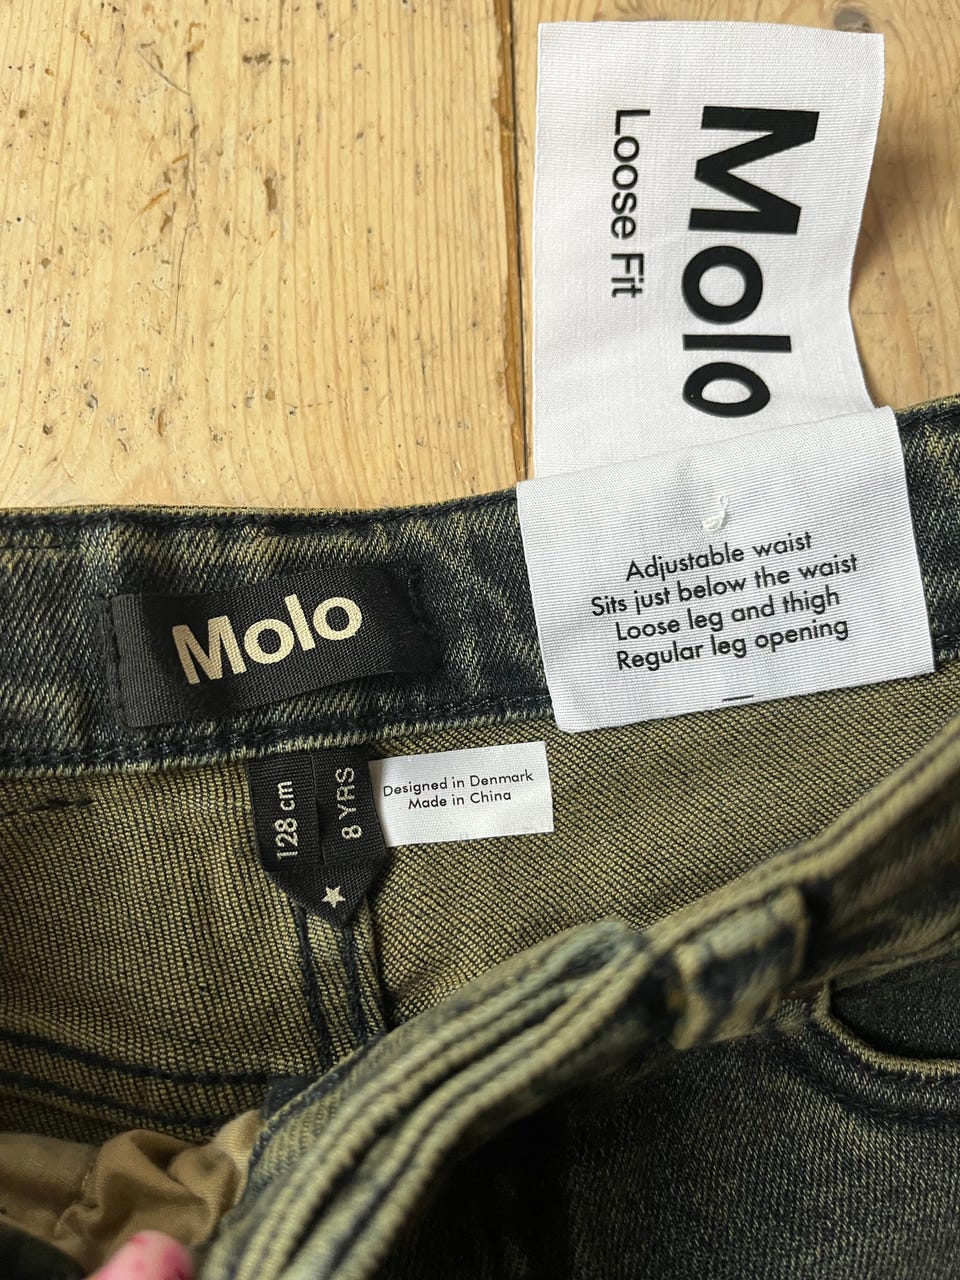 Molo
Loose Fit
Adjustable waist
Sits just below the waist
Loose leg and thigh
Regular leg opening
Molo
128 cm
8 YRS
Designed in Denmark
Made in China